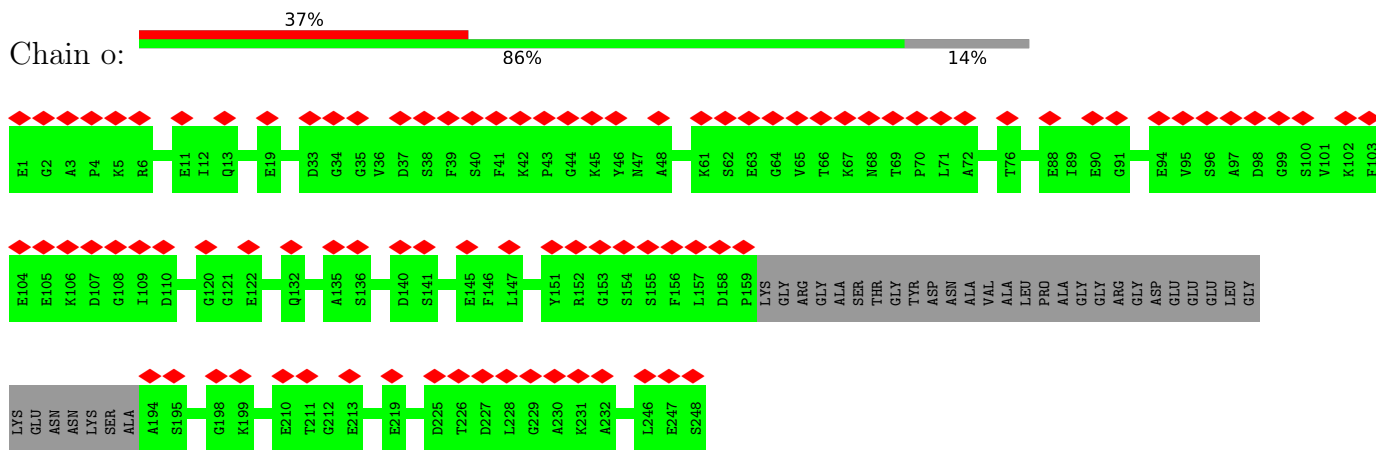 37%
Chain o:
86% 14%
E1 G2 A3 P4 K5 R6 E11 I12 Q13 E19 D33 G34 G35 V36 D37 S38 F39 S40 F41 K42 P43 G44 K45 Y46 N47 A48 K61 S62 E63 G64 V65 T66 K67 N68 T69 P70 L71 A72 T76 E88 I89 E90 G91 E94 V95 S96 A97 D98 G99 S100 V101 K102 F103
E104 E105 K106 D107 G108 I109 D110 G120 G121 E122 Q132 A135 S136 D140 S141 E145 F146 L147 Y151 R152 G153 S154 S155 F156 L157 D158 P159 LYS GLY ARG GLY ALA SER THR GLY TYR ASP ASN ALA VAL ALA LEU PRO ALA GLY GLY ARG GLY ASP GLU GLU GLU LEU GLY
LYS GLU ASN ASN LYS SER ALA A194 S195 G198 K199 E210 T211 G212 E213 E219 D225 T226 D227 L228 G229 A230 K231 A232 L246 E247 S248